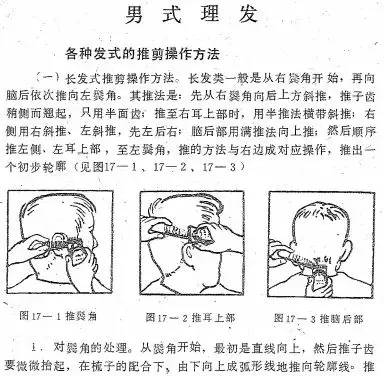 男式理发
各种发式的推剪操作方法
(一)长发式推剪操作方法。长发类一般是从右鬓角开始,再向
脑后依次推向左鬓角。其推法是:先从右鬓角向后上方斜推,推子齿
稍侧而翘起,只用半面齿;推至右耳上部时,用半推法横带斜推;右
侧用右斜推、左斜推,先左后右;脑后部用满推法向上推;然后顺序
推左侧、左耳上部,至左鬓角,推的方法与右边成对应操作,推出一
个初步轮廓(见图17—1、17—2、17—3)
图17—1推鬓角
图17—2推耳上部
图17—3推脑后部
1. 对鬓角的处理。从鬓角开始,最初是直线向上,然后推子齿
要微微抬起,在梳子的配合下,由下向上成弧形线地推向轮廓线。推